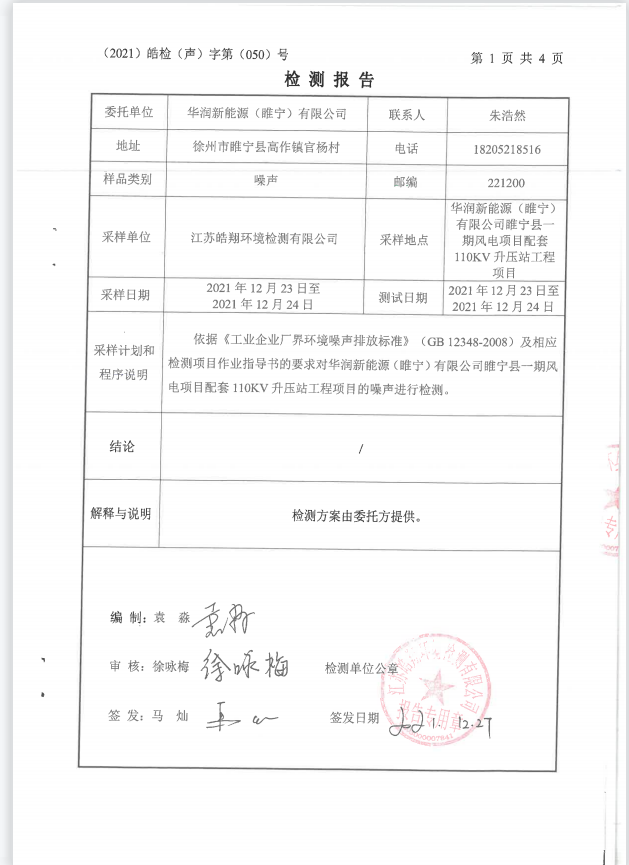 （2021）皓检（声）字第（050）号
第 1 页 共 4 页
检 测 报 告
委托单位 华润新能源（睢宁）有限公司 联系人 朱浩然
地址 徐州市睢宁县高作镇官杨村 电话 18205218516
样品类别 噪声 邮编 221200
采样单位 江苏皓翔环境检测有限公司 采样地点
华润新能源（睢宁）
有限公司睢宁县一
期风电项目配套
110KV 升压站工程
项目
采样日期
2021 年 12 月 23 日至
2021 年 12 月 24 日
测试日期
2021 年 12 月 23 日至
2021 年 12 月 24 日
采样计划和
程序说明
依据《工业企业厂界环境噪声排放标准》（GB 12348-2008）及相应
检测项目作业指导书的要求对华润新能源（睢宁）有限公司睢宁县一期风
电项目配套 110KV 升压站工程项目的噪声进行检测。
结论 /
解释与说明 检测方案由委托方提供。
编 制：袁 淼
审 核：徐咏梅 徐咏梅 检测单位公章
签 发：马 灿 签发日期 2021. 12.27
报告专用章
专